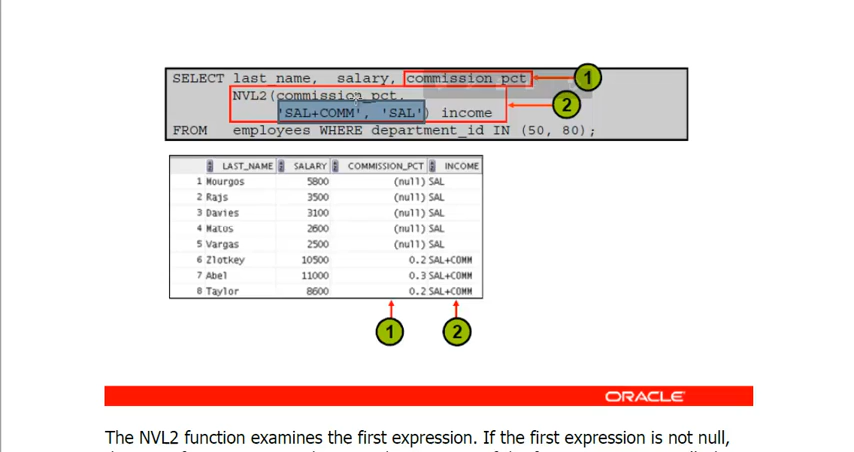 SELECT last_name, salary, commission_pct, 1
NVL2(commission_pct, 2
'SAL+COMM', 'SAL') income
FROM employees WHERE department_id IN (50, 80);
LAST_NAME SALARY COMMISSION_PCT INCOME
1 Mourgos 5800 (null) SAL
2 Rajs 3500 (null) SAL
3 Davies 3100 (null) SAL
4 Matos 2600 (null) SAL
5 Vargas 2500 (null) SAL
6 Zlotkey 10500 0.2 SAL+COMM
7 Abel 11000 0.3 SAL+COMM
8 Taylor 8600 0.2 SAL+COMM
1 2
ORACLE
The NVL2 function examines the first expression. If the first expression is not null,